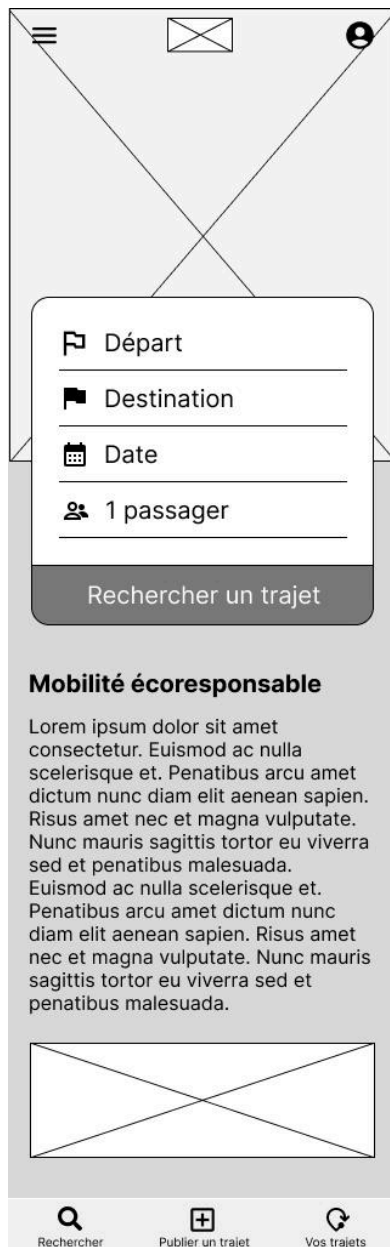 Départ
Destination
Date
1 passager
Rechercher un trajet
Mobilité écoresponsable
Lorem ipsum dolor sit amet
consectetur. Euismod ac nulla
scelerisque et. Penatibus arcu amet
dictum nunc diam elit aenean sapien.
Risus amet nec et magna vulputate.
Nunc mauris sagittis tortor eu viverra
sed et penatibus malesuada.
Euismod ac nulla scelerisque et.
Penatibus arcu amet dictum nunc
diam elit aenean sapien. Risus amet
nec et magna vulputate. Nunc mauris
sagittis tortor eu viverra sed et
penatibus malesuada.
Rechercher
Publier un trajet
Vos trajets